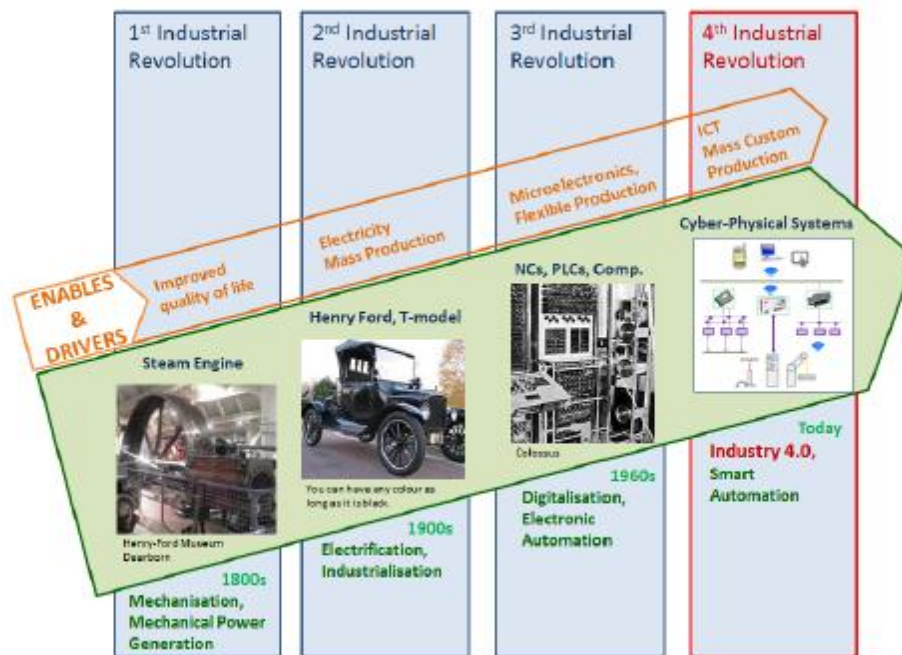 1st Industrial
Revolution
2nd Industrial
Revolution
3rd Industrial
Revolution
4th Industrial
Revolution
ENABLES
&
DRIVERS
Improved
quality of life
Electricity
Mass Production
Microelectronics,
Flexible Production
ICT
Mass Custom
Production
Steam Engine
Henry-Ford Museum
Dearborn
1800s
Mechanisation,
Mechanical Power
Generation
Henry Ford, T-model
You can have any colour as
long as it is black.
1900s
Electrification,
Industrialisation
NCs, PLCs, Comp.
Colossus
1960s
Digitalisation,
Electronic
Automation
Cyber-Physical Systems
Today
Industry 4.0,
Smart
Automation